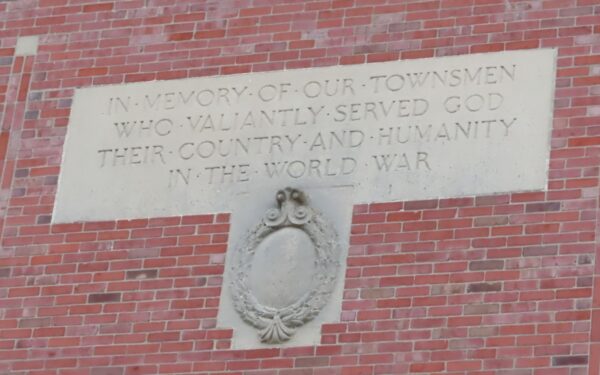 IN·MEMORY·OF·OUR·TOWNSMEN
WHO·VALIANTLY·SERVED GOD
THEIR·COUNTRY·AND·HUMANITY
IN·THE·WORLD·WAR